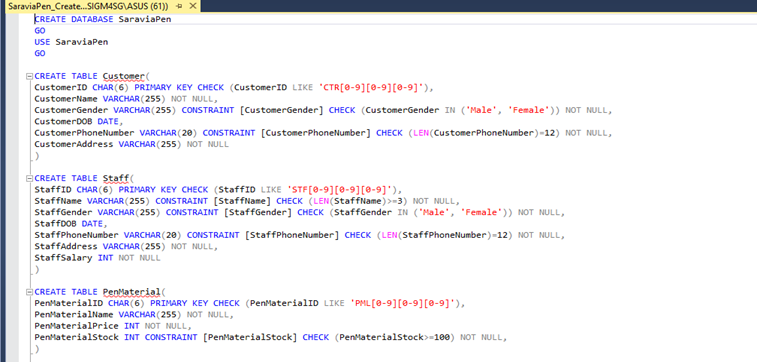 SaraviaPen_Create...SIGM4SG\ASUS (61))
CREATE DATABASE SaraviaPen
GO
USE SaraviaPen
GO
CREATE TABLE Customer(
CustomerID CHAR(6) PRIMARY KEY CHECK (CustomerID LIKE 'CTR[0-9][0-9][0-9]'),
CustomerName VARCHAR(255) NOT NULL,
CustomerGender VARCHAR(255) CONSTRAINT [CustomerGender] CHECK (CustomerGender IN ('Male', 'Female')) NOT NULL,
CustomerDOB DATE,
CustomerPhoneNumber VARCHAR(20) CONSTRAINT [CustomerPhoneNumber] CHECK (LEN(CustomerPhoneNumber)=12) NOT NULL,
CustomerAddress VARCHAR(255) NOT NULL
)
CREATE TABLE Staff(
StaffID CHAR(6) PRIMARY KEY CHECK (StaffID LIKE 'STF[0-9][0-9][0-9]'),
StaffName VARCHAR(255) CONSTRAINT [StaffName] CHECK (LEN(StaffName)>=3) NOT NULL,
StaffGender VARCHAR(255) CONSTRAINT [StaffGender] CHECK (StaffGender IN ('Male', 'Female')) NOT NULL,
StaffDOB DATE,
StaffPhoneNumber VARCHAR(20) CONSTRAINT [StaffPhoneNumber] CHECK (LEN(StaffPhoneNumber)=12) NOT NULL,
StaffAddress VARCHAR(255) NOT NULL,
StaffSalary INT NOT NULL
)
CREATE TABLE PenMaterial(
PenMaterialID CHAR(6) PRIMARY KEY CHECK (PenMaterialID LIKE 'PML[0-9][0-9][0-9]'),
PenMaterialName VARCHAR(255) NOT NULL,
PenMaterialPrice INT NOT NULL,
PenMaterialStock INT CONSTRAINT [PenMaterialStock] CHECK (PenMaterialStock>=100) NOT NULL,
)